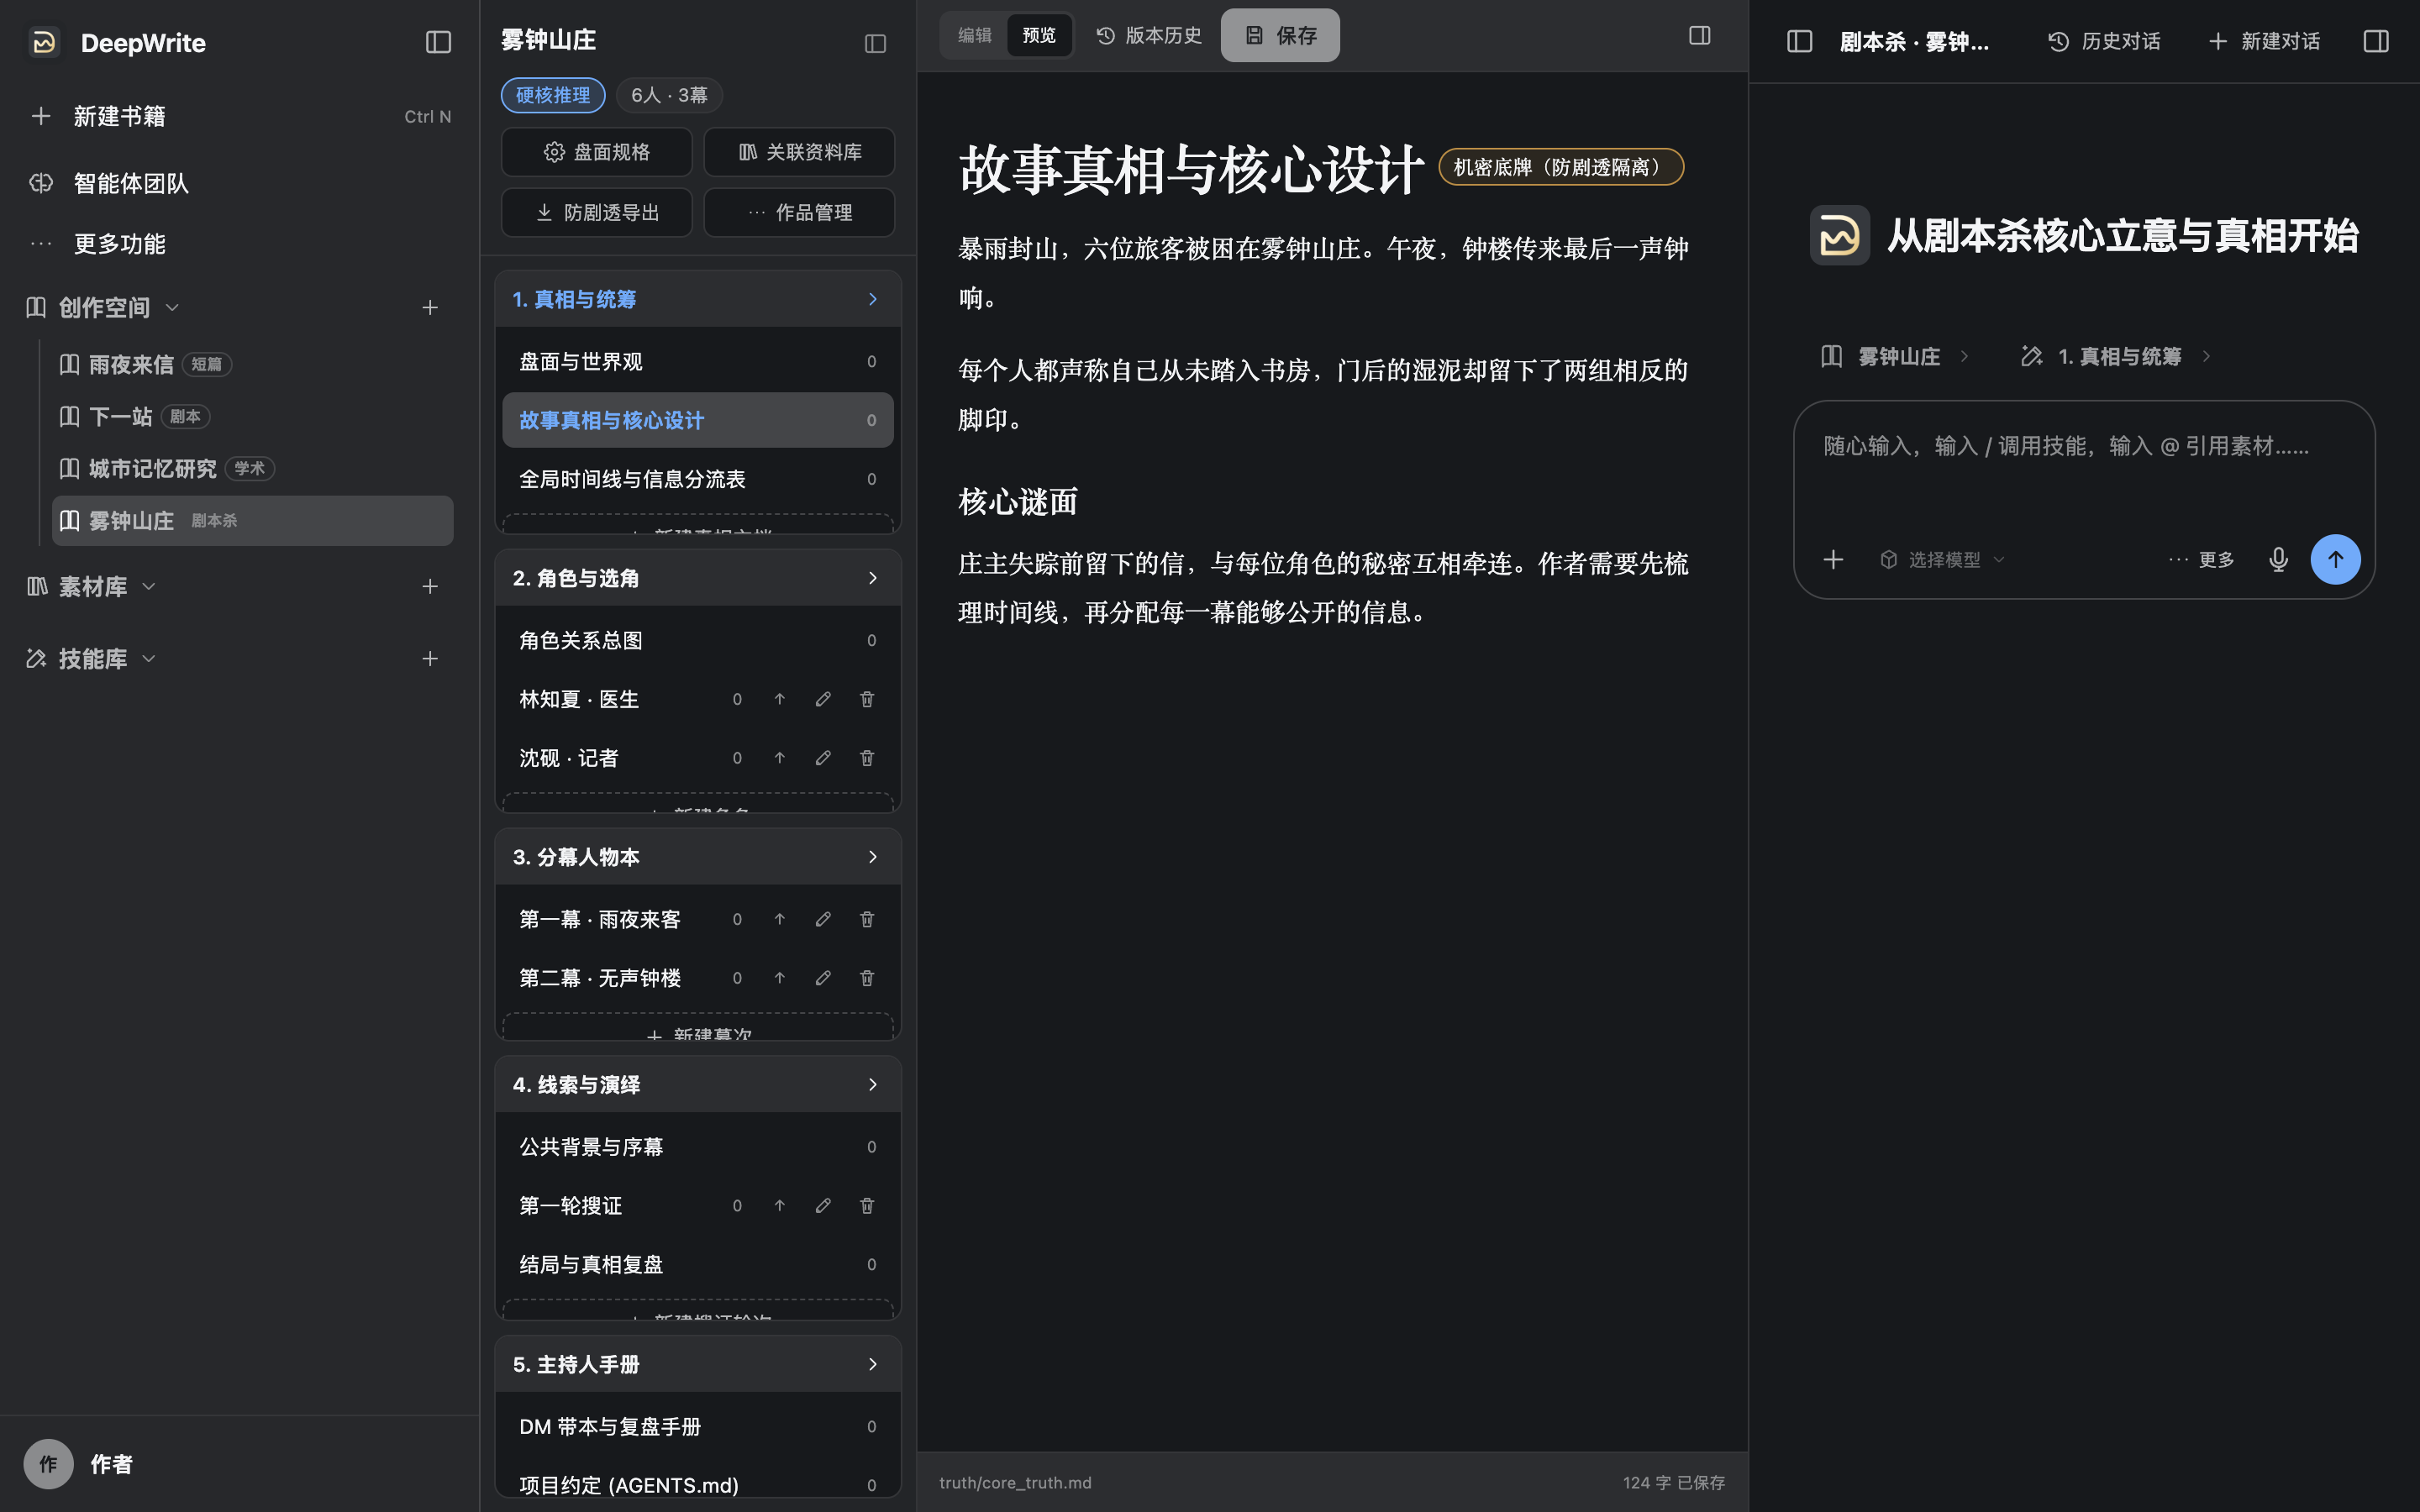 DeepWrite
新建书籍 Ctrl N
智能体团队
更多功能
创作空间
雨夜来信 短篇
下一站 剧本
城市记忆研究 学术
雾钟山庄 剧本杀
素材库
技能库
作 作者
雾钟山庄
硬核推理 6人 · 3幕
盘面规格 关联资料库
防剧透导出 作品管理
1. 真相与统筹
盘面与世界观 0
故事真相与核心设计 0
全局时间线与信息分流表 0
新建真相文档
2. 角色与选角
角色关系总图 0
林知夏 · 医生 0
沈砚 · 记者 0
新建角色
3. 分幕人物本
第一幕 · 雨夜来客 0
第二幕 · 无声钟楼 0
新建幕次
4. 线索与演绎
公共背景与序幕 0
第一轮搜证 0
结局与真相复盘 0
新建搜证轮次
5. 主持人手册
DM 带本与复盘手册 0
项目约定 (AGENTS.md) 0
编辑 预览 版本历史 保存
故事真相与核心设计 机密底牌（防剧透隔离）
暴雨封山，六位旅客被困在雾钟山庄。午夜，钟楼传来最后一声钟
响。
每个人都声称自己从未踏入书房，门后的湿泥却留下了两组相反的
脚印。
核心谜面
庄主失踪前留下的信，与每位角色的秘密互相牵连。作者需要先梳
理时间线，再分配每一幕能够公开的信息。
truth/core_truth.md 124 字 已保存
剧本杀 · 雾钟... 历史对话 新建对话
从剧本杀核心立意与真相开始
雾钟山庄 1. 真相与统筹
随心输入，输入 / 调用技能，输入 @ 引用素材......
选择模型 更多